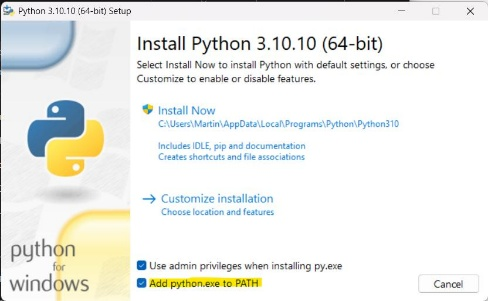 Python 3.10.10 (64-bit) Setup
Install Python 3.10.10 (64-bit)
Select Install Now to install Python with default settings, or choose
Customize to enable or disable features.
Install Now
C:\Users\Martin\AppData\Local\Programs\Python\Python310
Includes IDLE, pip and documentation
Creates shortcuts and file associations
Customize installation
Choose location and features
python
for
windows
Use admin privileges when installing py.exe
Add python.exe to PATH
Cancel